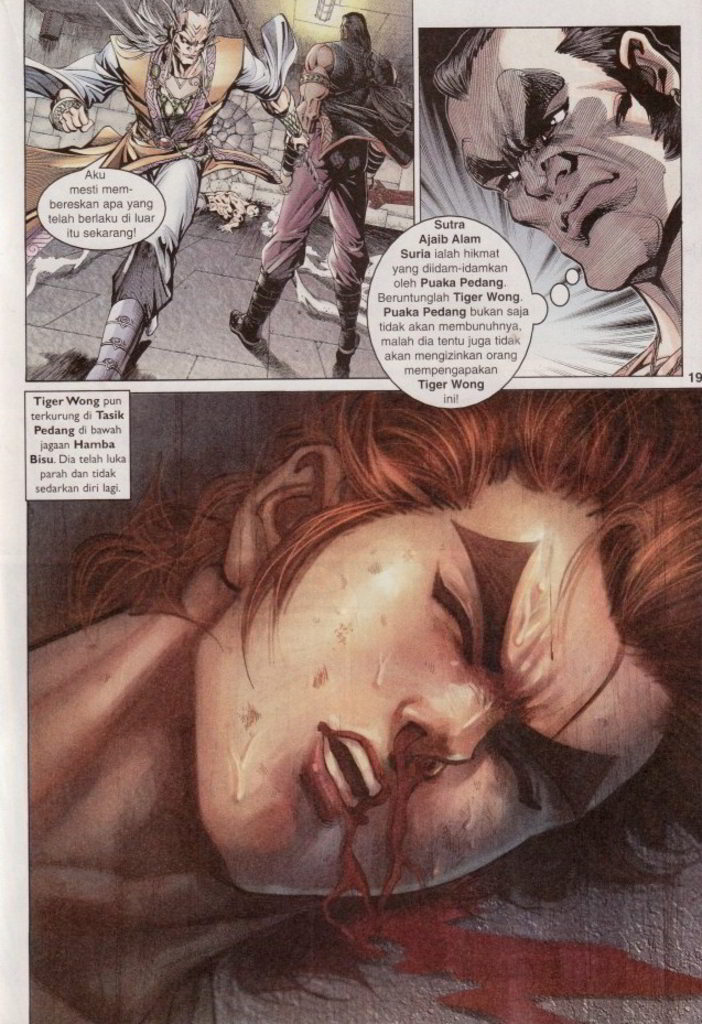 Aku
mesti mem-
bereskan apa yang
telah berlaku di luar
itu sekarang!
Sutra
Ajaib Alam
Suria ialah hikmat
yang diidam-idamkan
oleh Puaka Pedang.
Beruntunglah Tiger Wong.
Puaka Pedang bukan saja
tidak akan membunuhnya,
malah dia tentu juga tidak
akan mengizinkan orang
mempengapakan
Tiger Wong
ini!
19
Tiger Wong pun
terkurung di Tasik
Pedang di bawah
jagaan Hamba
Bisu. Dia telah luka
parah dan tidak
sedarkan diri lagi.